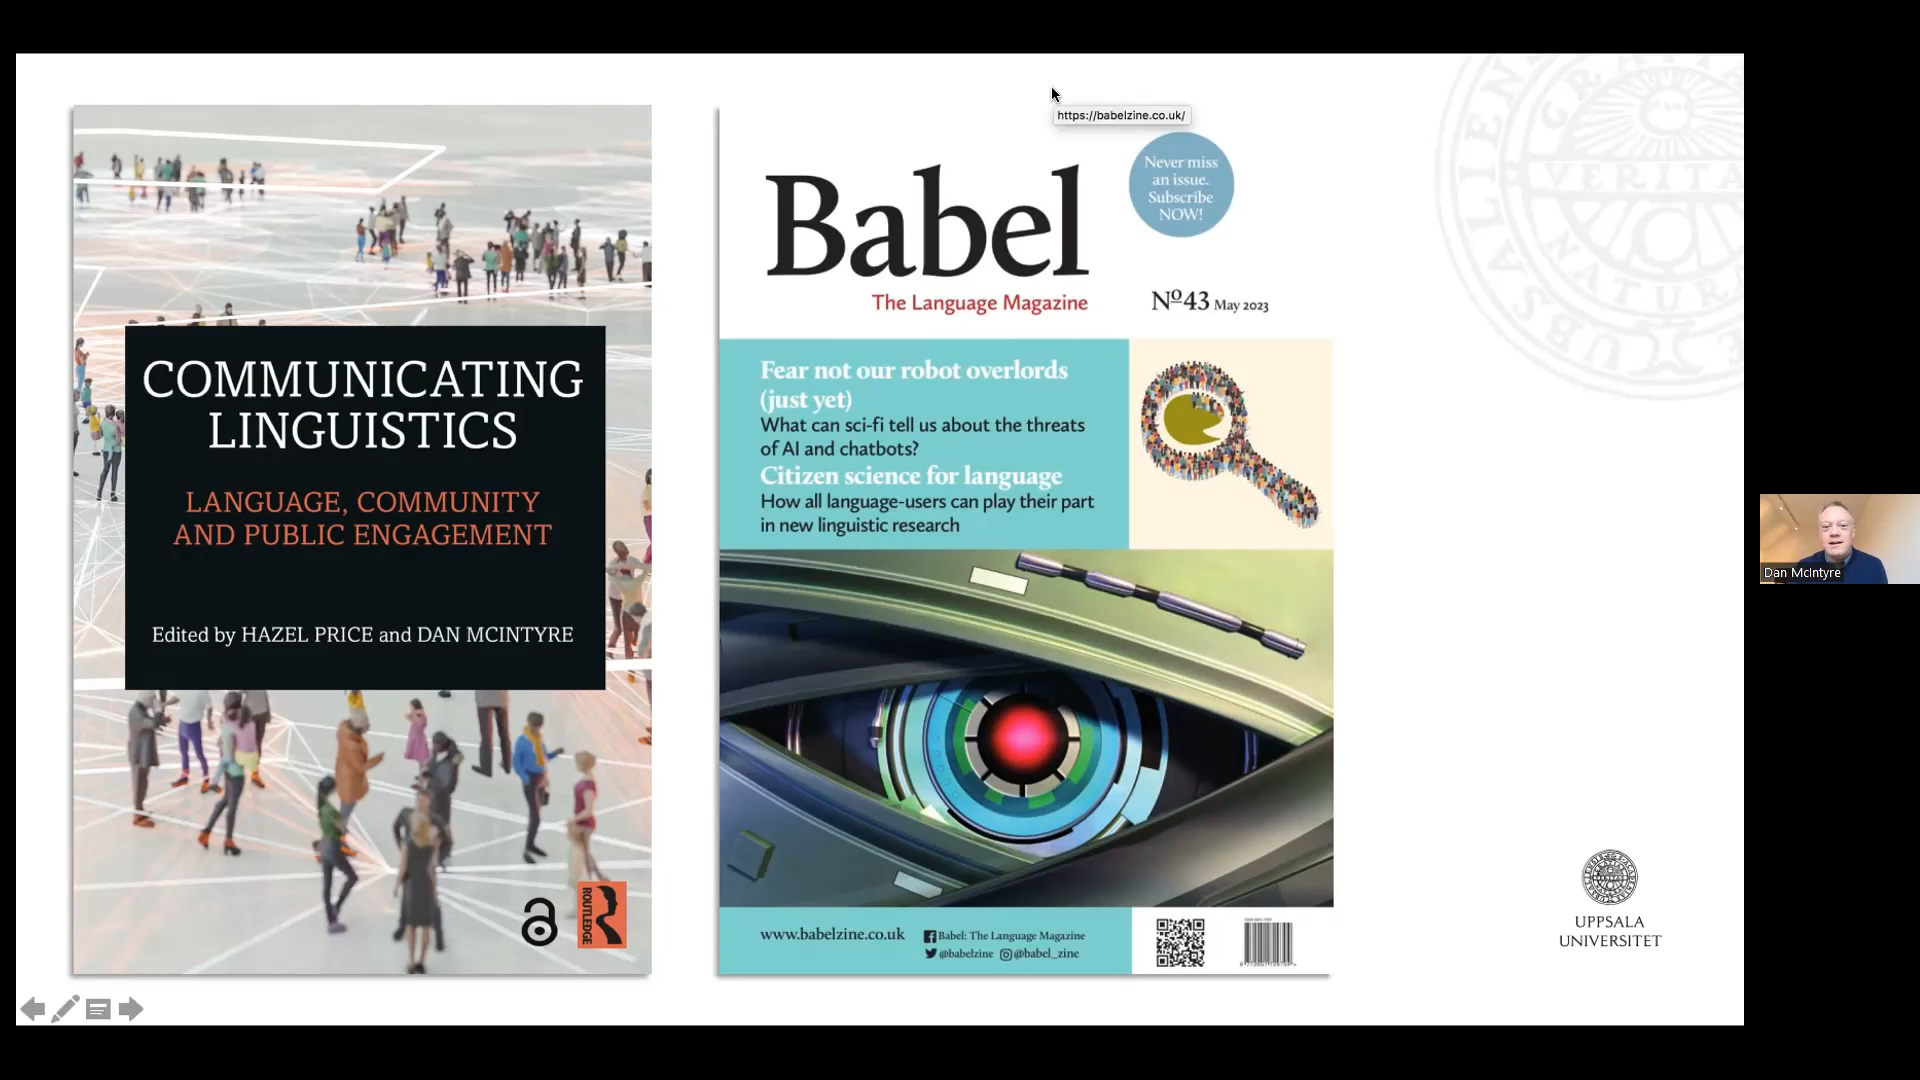 COMMUNICATING
LINGUISTICS
LANGUAGE, COMMUNITY
AND PUBLIC ENGAGEMENT
Edited by HAZEL PRICE and DAN MCINTYRE
ROUTLEDGE
https://babelzine.co.uk/
Babel
The Language Magazine
Never miss
an issue.
Subscribe
NOW!
Nº43 May 2023
Fear not our robot overlords
(just yet)
What can sci-fi tell us about the threats
of AI and chatbots?
Citizen science for language
How all language-users can play their part
in new linguistic research
www.babelzine.co.uk
Babel: The Language Magazine
@babelzine @babel_zine
VERITA
NATUR
UPPSALA
UNIVERSITET
Dan McIntyre